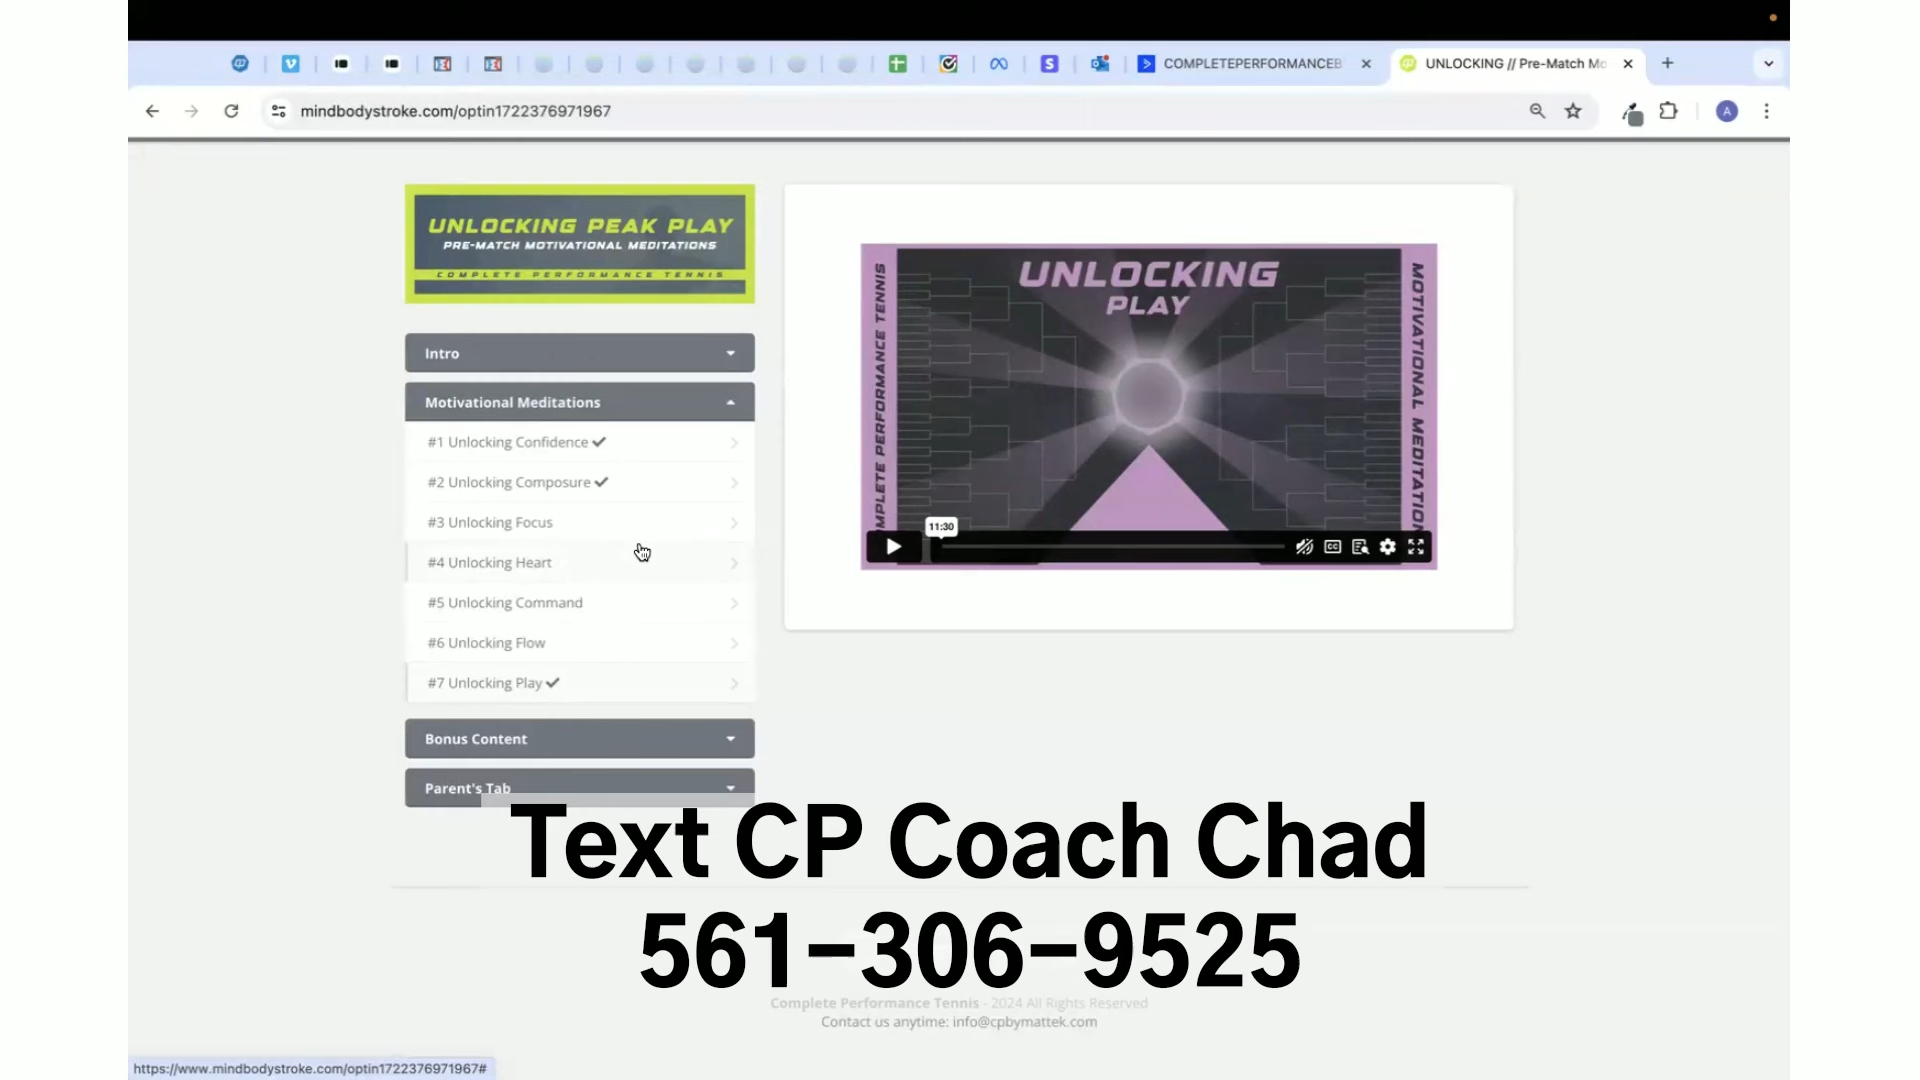 COMPLETEPERFORMANCEB
UNLOCKING // Pre-Match Mo
mindbodystroke.com/optin1722376971967
A
UNLOCKING PEAK PLAY
PRE-MATCH MOTIVATIONAL MEDITATIONS
COMPLETE PERFORMANCE TENNIS
Intro
Motivational Meditations
#1 Unlocking Confidence
#2 Unlocking Composure
#3 Unlocking Focus
#4 Unlocking Heart
#5 Unlocking Command
#6 Unlocking Flow
#7 Unlocking Play
Bonus Content
Parent's Tab
UNLOCKING
PLAY
MPLETE PERFORMANCE TENNIS
MOTIVATIONAL MEDITATION
11:30
CC
Text CP Coach Chad
561-306-9525
Complete Performance Tennis - 2024 All Rights Reserved
Contact us anytime: info@cpbymattek.com
https://www.mindbodystroke.com/optin1722376971967#